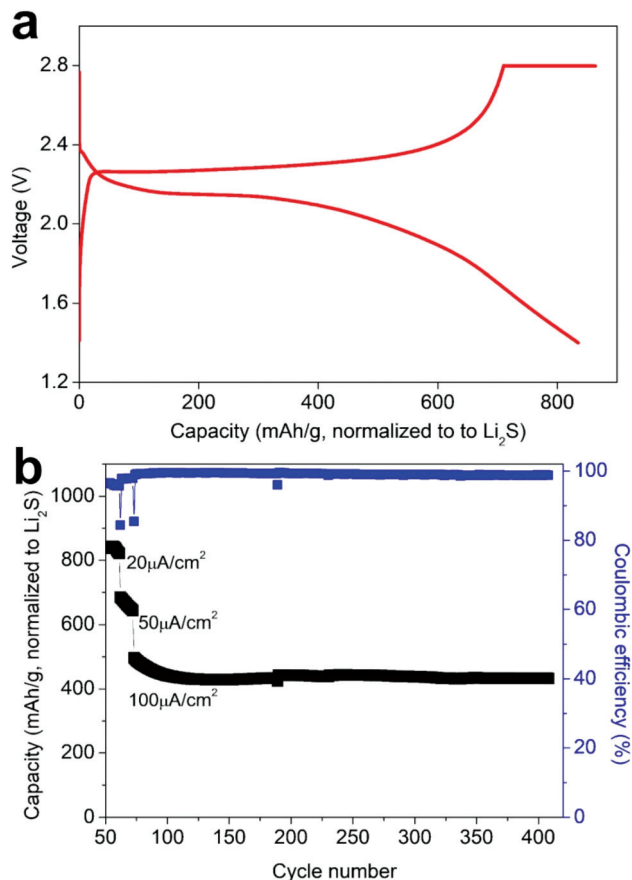 a
2.8
2.4
2.0
1.6
1.2
Voltage (V)
0 200 400 600 800
Capacity (mAh/g, normalized to to Li₂S)
b
1000
800
600
400
200
0
Capacity (mAh/g, normalized to Li₂S)
20µA/cm²
50µA/cm²
100µA/cm²
100
80
60
40
20
0
Coulombic efficiency (%)
50 100 150 200 250 300 350 400
Cycle number